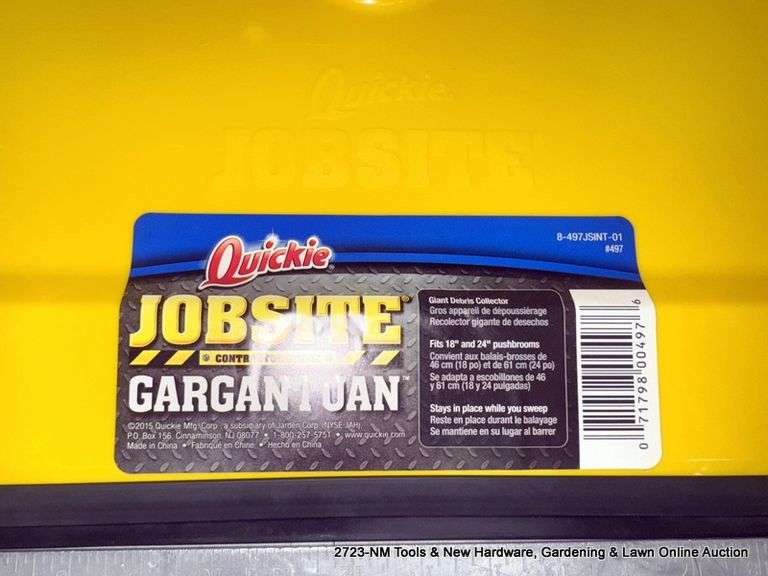 Quickie
JOBSITE
8-497JSINT-01
#497
Quickie
JOBSITE®
GARGANTUAN™
©2015 Quickie Mfg. Corp., a subsidiary of Jarden Corp. (NYSE:JAH),
P.O. Box 156, Cinnaminson, NJ 08077 • 1-800-257-5751 • www.quickie.com
Made in China • Fabriqué en Chine • Hecho en China
Giant Debris Collector
Gros appareil de dépoussiérage
Recolector gigante de desechos
Fits 18" and 24" pushbrooms
Convient aux balais-brosses de
46 cm (18 po) et de 61 cm (24 po)
Se adapta a escobillones de 46
y 61 cm (18 y 24 pulgadas)
Stays in place while you sweep
Reste en place durant le balayage
Se mantiene en su lugar al barrer
0 71798 00497 6
2723-NM Tools & New Hardware, Gardening & Lawn Online Auction